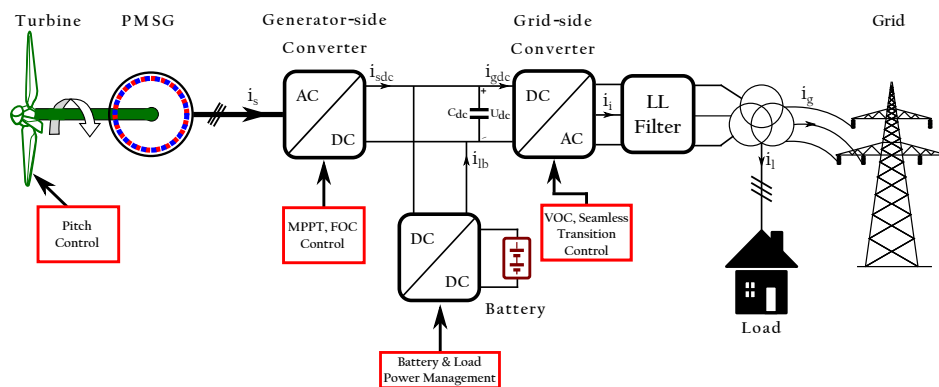 Turbine
PMSG
Generator-side
Converter
Grid-side
Converter
Grid
i_s
AC
DC
i_sdc
i_gdc
+
C_dc
U_dc
-
DC
AC
i_i
LL
Filter
i_g
i_l
i_lb
Pitch
Control
MPPT, FOC
Control
DC
DC
VOC, Seamless
Transition
Control
Battery
Load
Battery & Load
Power Management